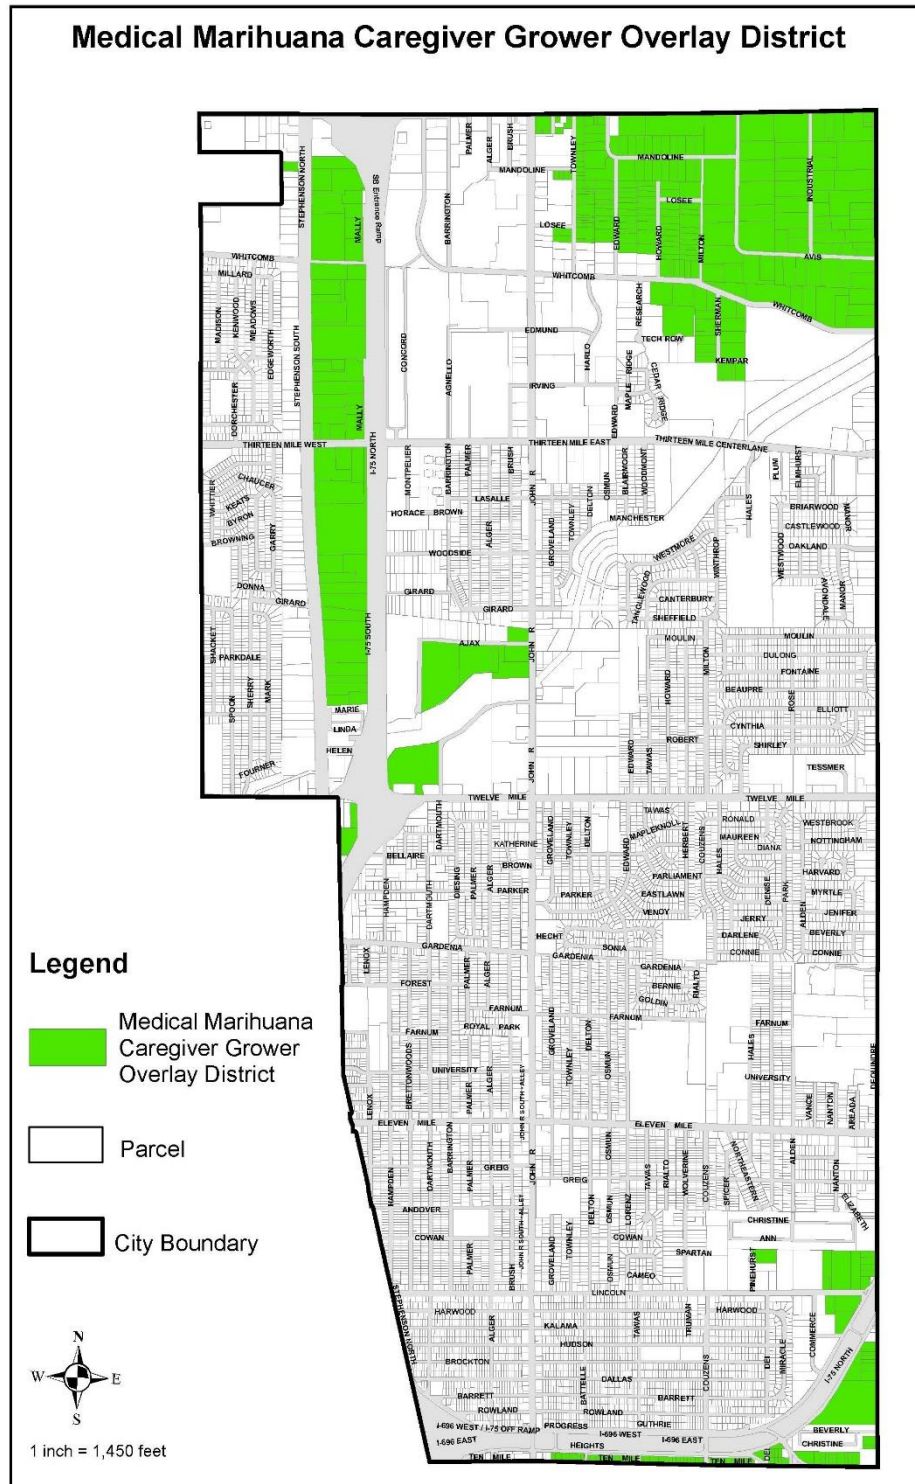 Medical Marihuana Caregiver Grower Overlay District
PALMER
ALGER
BRUSH
TOWNLEY
MANDOLINE
MANDOLINE
INDUSTRIAL
STEPHENSON NORTH
MALLY
SB Entrance Ramp
BARRINGTON
LOSEE
LOSEE
EDWARD
HOWARD
MILTON
AVIS
WHITCOMB
WHITCOMB
WHITCOMB
MILLARD
MADISON
KENWOOD
MEADOWS
EDGEWORTH
STEPHENSON SOUTH
CONCORD
AGNELLO
EDMUND
HARLO
RESEARCH
TECH ROW
SHERMAN
KEMPAR
DORCHESTER
MALLY
IRVING
EDWARD
MAPLE RIDGE
CEDAR RIDGE
THIRTEEN MILE WEST
I-75 NORTH
THIRTEEN MILE EAST
THIRTEEN MILE CENTERLANE
WHITTIER
CHAUCER
KEATS
BYRON
BROWNING
GARRY
MONTPELIER
BARRINGTON
PALMER
BRUSH
JOHN R
LASALLE
HORACE BROWN
ALGER
WOODSIDE
GROVELAND
TOWNLEY
DELTON
OSMUN
BLAIRMOOR
WOODMONT
MANCHESTER
HALES
PLUM
ELMHURST
BRIARWOOD
MANOR
CASTLEWOOD
OAKLAND
WESTWOOD
WESTMORE
WINTHROP
TANGLEWOOD
CANTERBURY
SHEFFIELD
AVONDALE
MANOR
DONNA
GIRARD
GIRARD
GIRARD
I-75 SOUTH
AJAX
JOHN R
MOULIN
MOULIN
SHACKET
PARKDALE
SPOON
SHERRY
MARK
HOWARD
MILTON
DULONG
FONTAINE
BEAUPRE
ROSE
ELLIOTT
CYNTHIA
MARIE
LINDA
HELEN
FOURNER
JOHN R
EDWARD
TAWAS
ROBERT
SHIRLEY
TESSMER
TWELVE MILE
TWELVE MILE
DARTMOUTH
KATHERINE
GROVELAND
TOWNLEY
DELTON
TAWAS
MAPLEKNOLL
EDWARD
HERBERT
COUZENS
RONALD
MAUREEN
HALES
DIANA
WESTBROOK
NOTTINGHAM
BELLAIRE
DIESING
PALMER
ALGER
BROWN
PARKER
PARKER
PARLIAMENT
EASTLAWN
VENOY
DENISE
PARK
HARVARD
MYRTLE
JENIFER
HAMPDEN
DARTMOUTH
JERRY
ALDEN
BEVERLY
DARLENE
CONNIE
CONNIE
GARDENIA
HECHT
SONIA
GARDENIA
GARDENIA
LENOX
FOREST
PALMER
ALGER
BERNIE
RIALTO
GOLDIN
FARNUM
ROYAL PARK
FARNUM
FARNUM
FARNUM
BRETTONWOODS
UNIVERSITY
PALMER
ALGER
JOHN R SOUTH - ALLEY
GROVELAND
TOWNLEY
DELTON
OSMUN
HALES
UNIVERSITY
DEQUINDRE
LENOX
VANCE
NANTON
AREADA
ELEVEN MILE
ELEVEN MILE
HAMPDEN
DARTMOUTH
BARRINGTON
PALMER
GREIG
JOHN R
GREIG
OSMUN
TAWAS
RIALTO
WOLVERINE
COUZENS
SPICER
NORTHEASTERN
ALDEN
NANTON
ELIZABETH
ANDOVER
COWAN
PALMER
JOHN R SOUTH - ALLEY
BRUSH
GROVELAND
TOWNLEY
DELTON
OSMUN
LORENZ
COWAN
OSMUN
CAMEO
SPARTAN
CHRISTINE
ANN
PINEHURST
LINCOLN
STEPHENSON NORTH
HARWOOD
ALGER
KALAMA
HUDSON
TAWAS
TRUMAN
HARWOOD
COMMERCE
MIRACLE
DEI
BROCKTON
BATTELLE
DALLAS
COUZENS
I-75 NORTH
BARRETT
BARRETT
ROWLAND
ROWLAND
I-696 WEST / I-75 OFF RAMP
PROGRESS
GUTHRIE
I-696 WEST
I-696 EAST
HEIGHTS
I-696 EAST
BEVERLY
CHRISTINE
TEN MILE
TEN MILE
TEN MILE
DEI
Legend
Medical Marihuana
Caregiver Grower
Overlay District
Parcel
City Boundary
N
W
E
S
1 inch = 1,450 feet